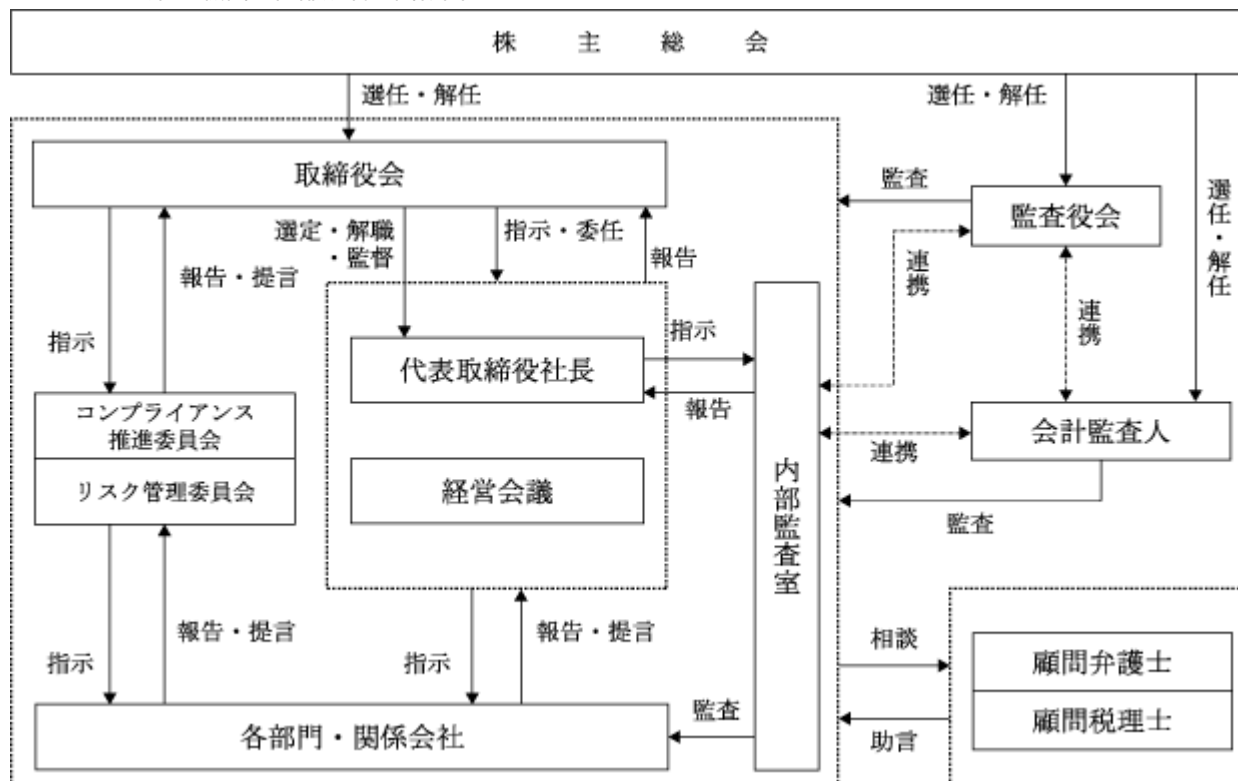 株主総会
選任・解任
選任・解任
選任・解任
取締役会
監査
監査役会
選定・解職
・監督
指示・委任
報告
報告・提言
連携
連携
指示
代表取締役社長
指示
報告
コンプライアンス
推進委員会
リスク管理委員会
経営会議
内部監査室
連携
会計監査人
監査
報告・提言
指示
報告・提言
指示
相談
顧問弁護士
顧問税理士
助言
監査
各部門・関係会社